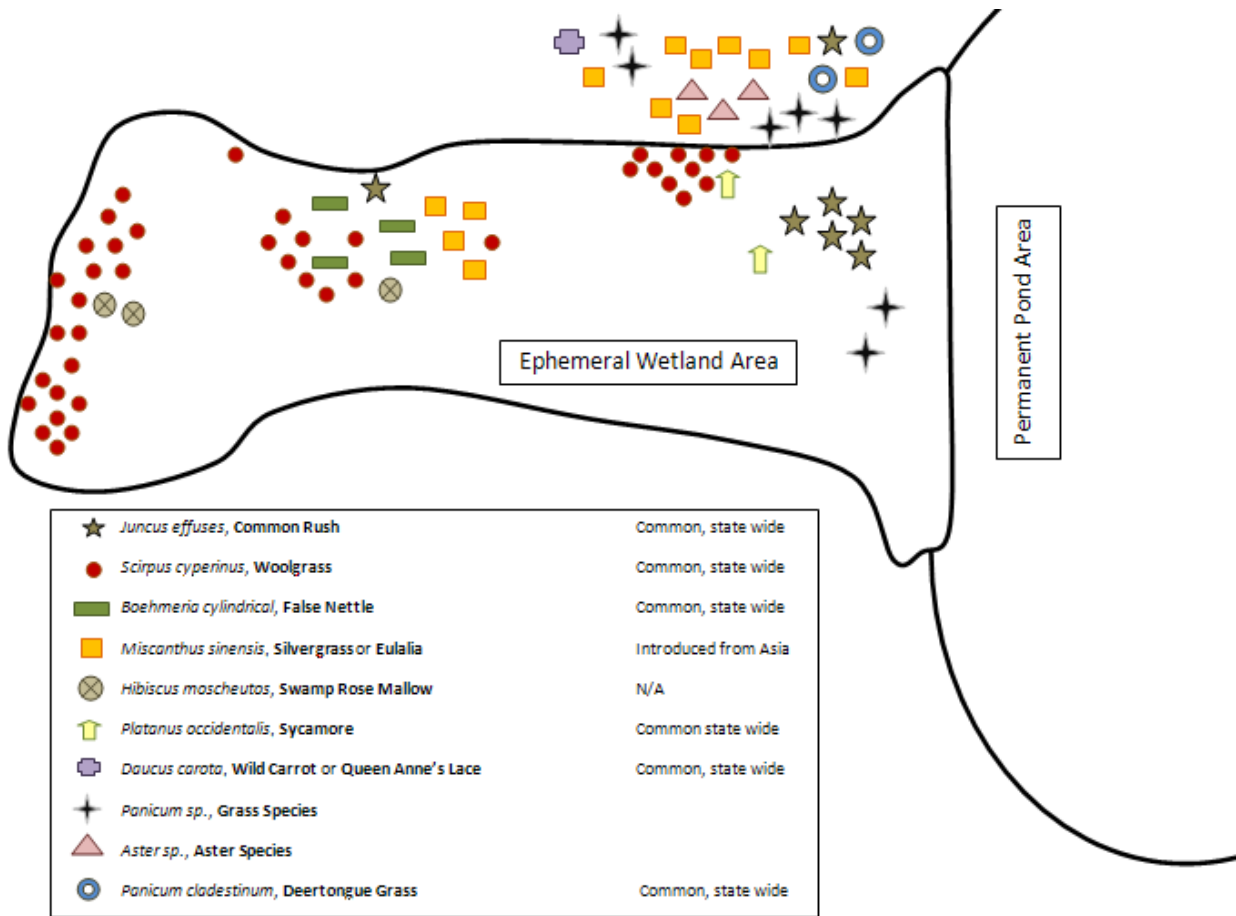 Ephemeral Wetland Area
Permanent Pond Area
Juncus effuses, Common Rush Common, state wide
Scirpus cyperinus, Woolgrass Common, state wide
Boehmeria cylindrical, False Nettle Common, state wide
Miscanthus sinensis, Silvergrass or Eulalia Introduced from Asia
Hibiscus moscheutos, Swamp Rose Mallow N/A
Platanus occidentalis, Sycamore Common state wide
Daucus carota, Wild Carrot or Queen Anne's Lace Common, state wide
Panicum sp., Grass Species
Aster sp., Aster Species
Panicum cladestinum, Deertongue Grass Common, state wide